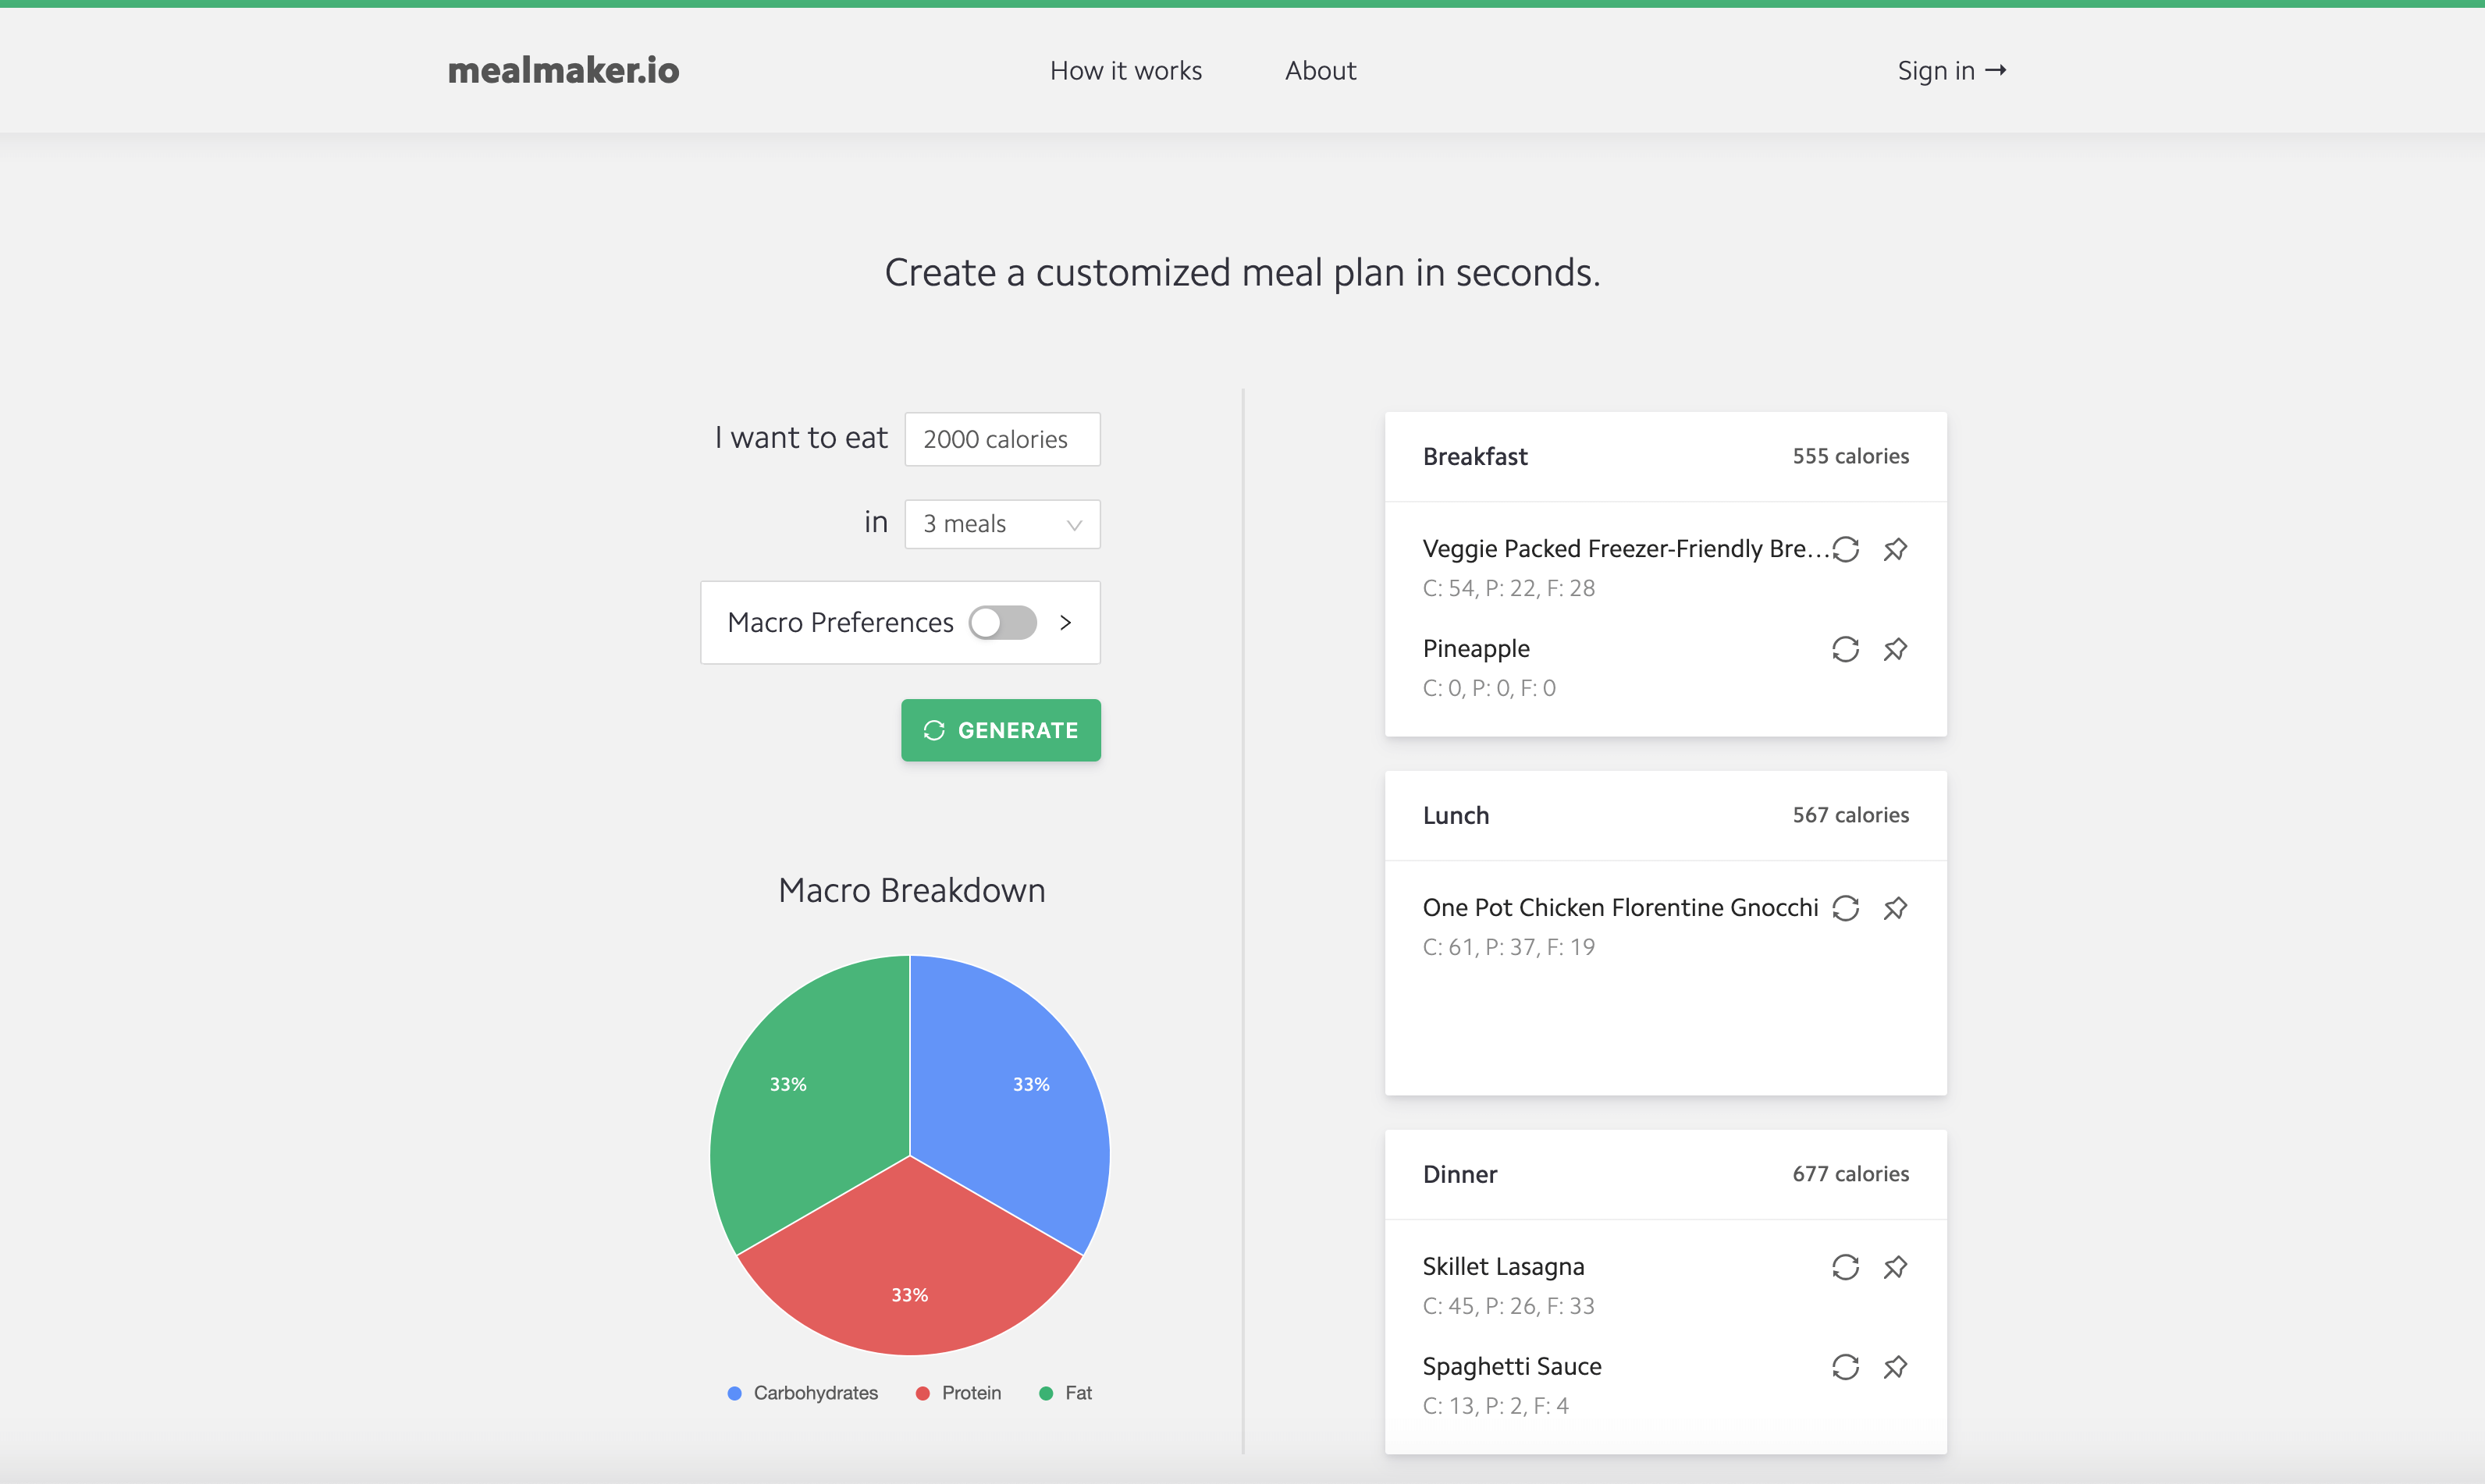 mealmaker.io
How it works
About
Sign in →
Create a customized meal plan in seconds.
I want to eat 2000 calories
in 3 meals
Macro Preferences >
GENERATE
Macro Breakdown
33%
33%
33%
Carbohydrates
Protein
Fat
Breakfast
555 calories
Veggie Packed Freezer-Friendly Bre...
C: 54, P: 22, F: 28
Pineapple
C: 0, P: 0, F: 0
Lunch
567 calories
One Pot Chicken Florentine Gnocchi
C: 61, P: 37, F: 19
Dinner
677 calories
Skillet Lasagna
C: 45, P: 26, F: 33
Spaghetti Sauce
C: 13, P: 2, F: 4